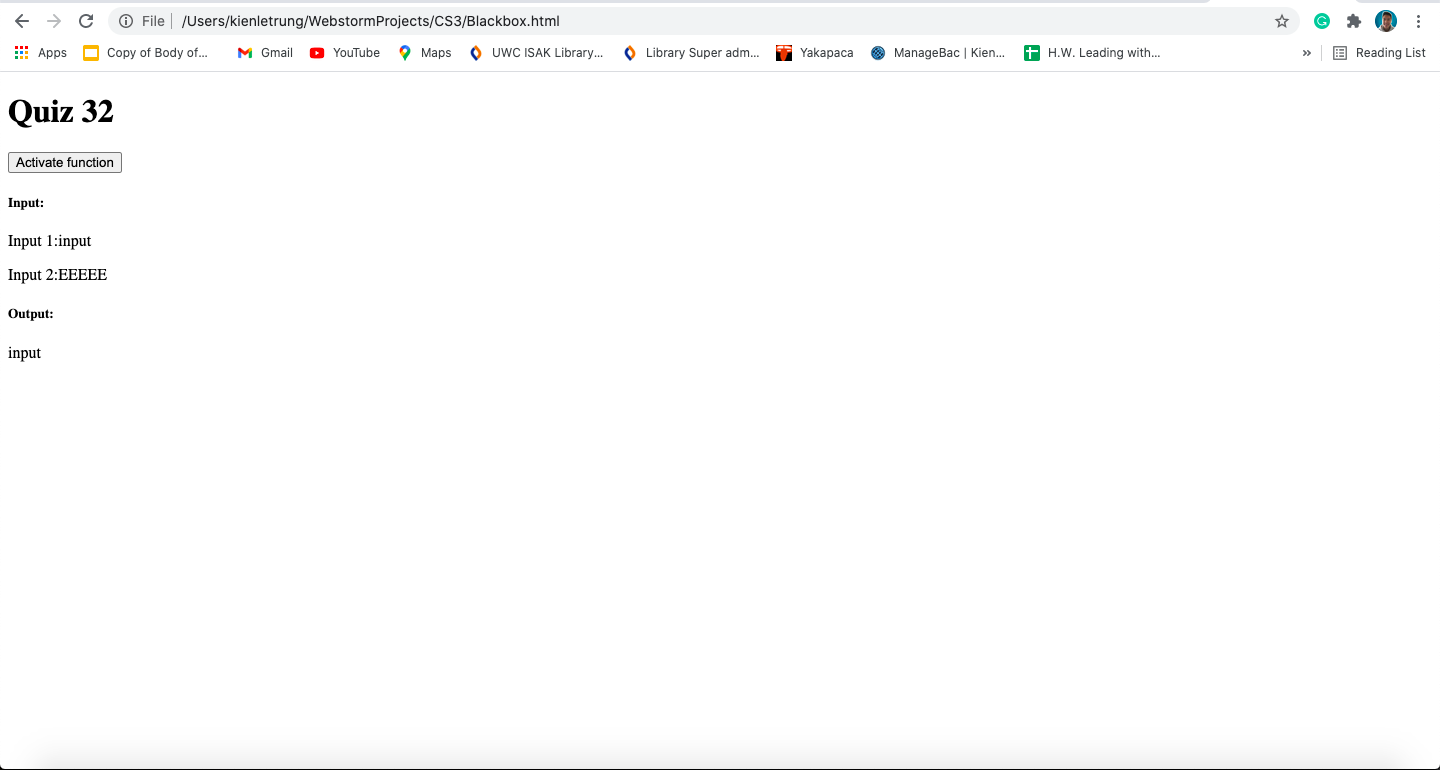 File /Users/kienletrung/WebstormProjects/CS3/Blackbox.html
Apps Copy of Body of... Gmail YouTube Maps UWC ISAK Library... Library Super adm... Yakapaca ManageBac | Kien... H.W. Leading with... » Reading List
Quiz 32
Activate function
Input:
Input 1:input
Input 2:EEEEE
Output:
input